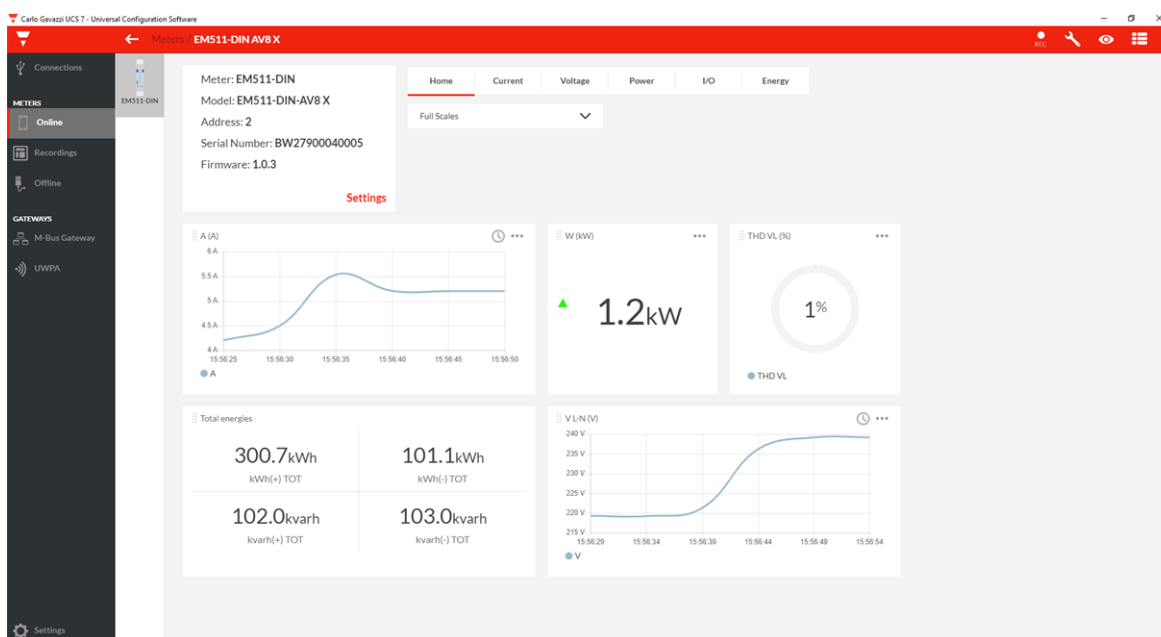 Carlo Gavazzi UCS 7 - Universal Configuration Software
Meters / EM511-DIN AV8 X
REC
Connections
METERS
Online
Recordings
Offline
GATEWAYS
M-Bus Gateway
UWPA
Settings
EM511-DIN
Meter: EM511-DIN
Model: EM511-DIN-AV8 X
Address: 2
Serial Number: BW27900040005
Firmware: 1.0.3
Settings
Home Current Voltage Power I/O Energy
Full Scales
A (A)
6 A
5.5 A
5 A
4.5 A
4 A
15:56:25 15:56:30 15:56:35 15:56:40 15:56:45 15:56:50
A
W (kW)
1.2kW
THD VL (%)
1%
THD VL
Total energies
300.7kWh 101.1kWh
kWh(+) TOT kWh(-) TOT
102.0kvarh 103.0kvarh
kvarh(+) TOT kvarh(-) TOT
V L-N (V)
240 V
235 V
230 V
225 V
220 V
215 V
15:56:29 15:56:34 15:56:39 15:56:44 15:56:49 15:56:54
V